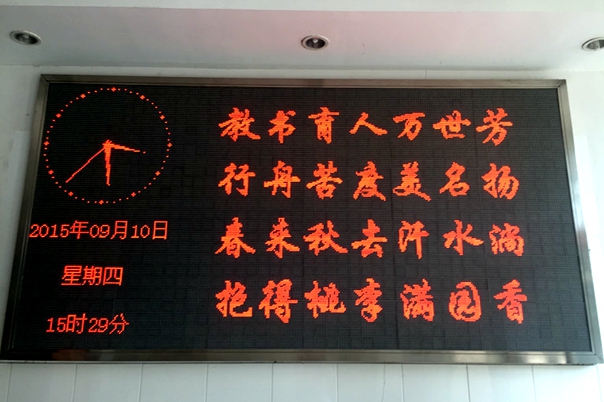 2015年09月10日
星期四
15时29分
教书育人万世芳
行舟苦度美名扬
春来秋去汗水淌
抱得桃李满园香